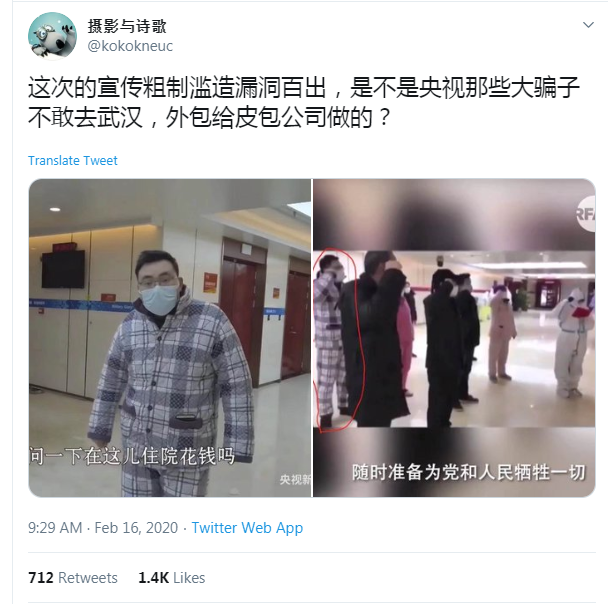 摄影与诗歌
@kokokneuc
这次的宣传粗制滥造漏洞百出，是不是央视那些大骗子
不敢去武汉，外包给皮包公司做的？
Translate Tweet
RFA
问一下在这儿住院花钱吗
央视新
随时准备为党和人民牺牲一切
9:29 AM · Feb 16, 2020 · Twitter Web App
712 Retweets 1.4K Likes